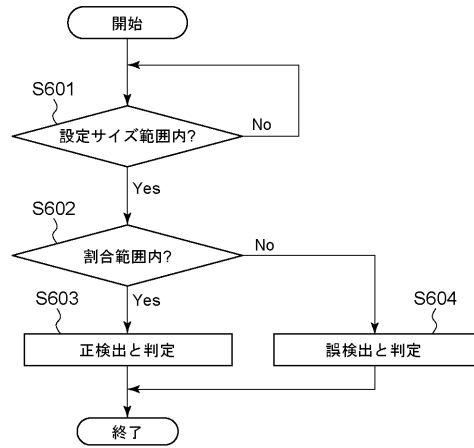 開始
S601
設定サイズ範囲内?
No
Yes
S602
割合範囲内?
No
Yes
S603
正検出と判定
S604
誤検出と判定
終了